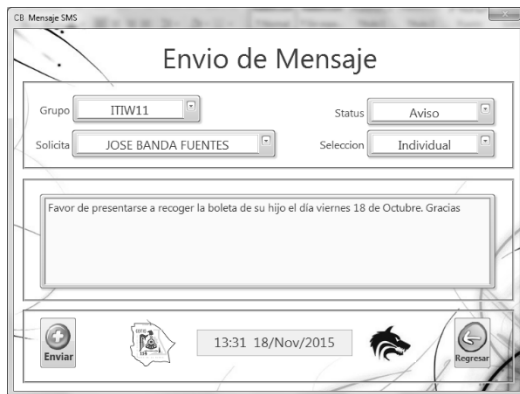 CB Mensaje SMS
Envio de Mensaje
Grupo ITIW11 Status Aviso
Solicita JOSE BANDA FUENTES Seleccion Individual
Favor de presentarse a recoger la boleta de su hijo el día viernes 18 de Octubre. Gracias
Enviar 13:31 18/Nov/2015 Regresar